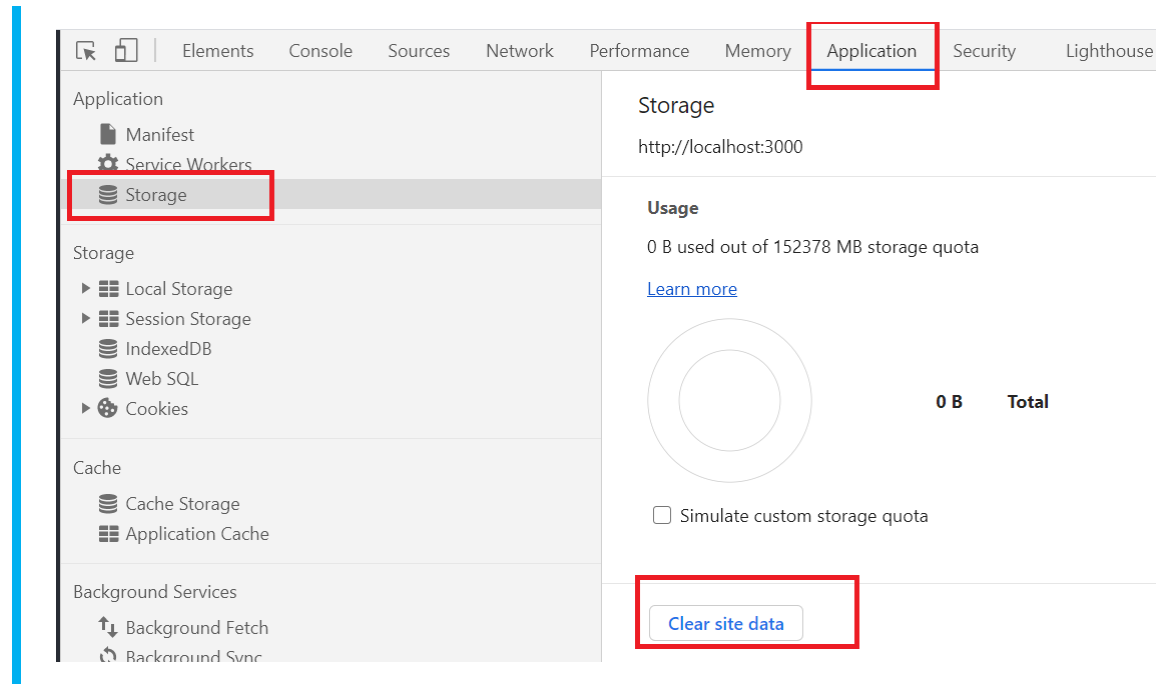 Elements Console Sources Network Performance Memory Application Security Lighthouse
Application
Manifest
Service Workers
Storage
Storage
Local Storage
Session Storage
IndexedDB
Web SQL
Cookies
Cache
Cache Storage
Application Cache
Background Services
Background Fetch
Background Sync
Storage
http://localhost:3000
Usage
0 B used out of 152378 MB storage quota
Learn more
0 B Total
Simulate custom storage quota
Clear site data